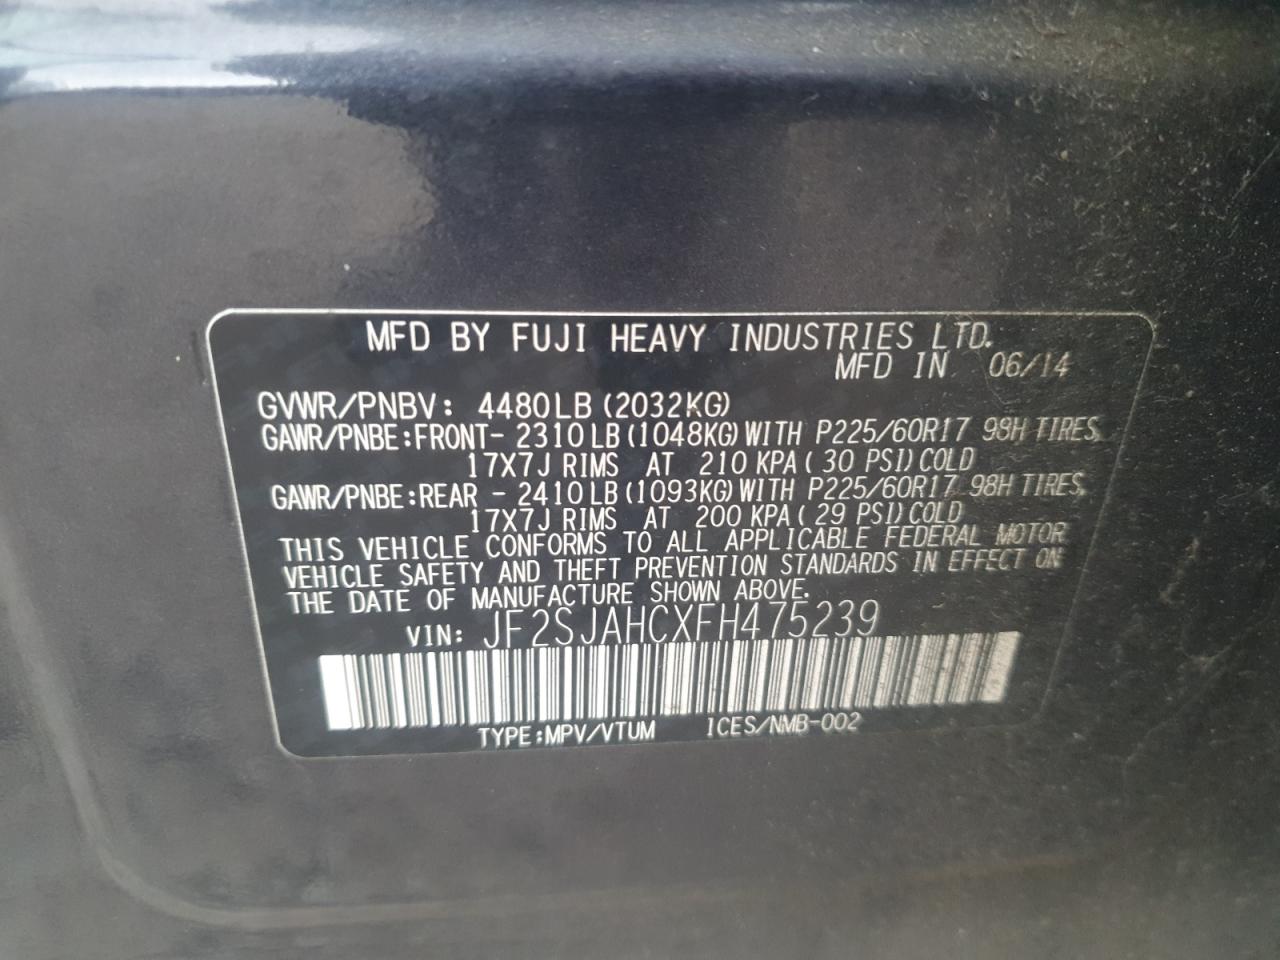 MFD BY FUJI HEAVY INDUSTRIES LTD.
MFD IN 06/14
GVWR/PNBV: 4480LB (2032KG)
GAWR/PNBE:FRONT- 2310LB(1048KG)WITH P225/60R17 98H TIRES,
17X7J RIMS AT 210 KPA( 30 PSI)COLD
GAWR/PNBE:REAR - 2410LB(1093KG)WITH P225/60R17 98H TIRES,
17X7J RIMS AT 200 KPA( 29 PSI)COLD
THIS VEHICLE CONFORMS TO ALL APPLICABLE FEDERAL MOTOR
VEHICLE SAFETY AND THEFT PREVENTION STANDARDS IN EFFECT ON
THE DATE OF MANUFACTURE SHOWN ABOVE.
VIN: JF2SJAHCXFH475239
TYPE:MPV/VTUM ICES/NMB-002